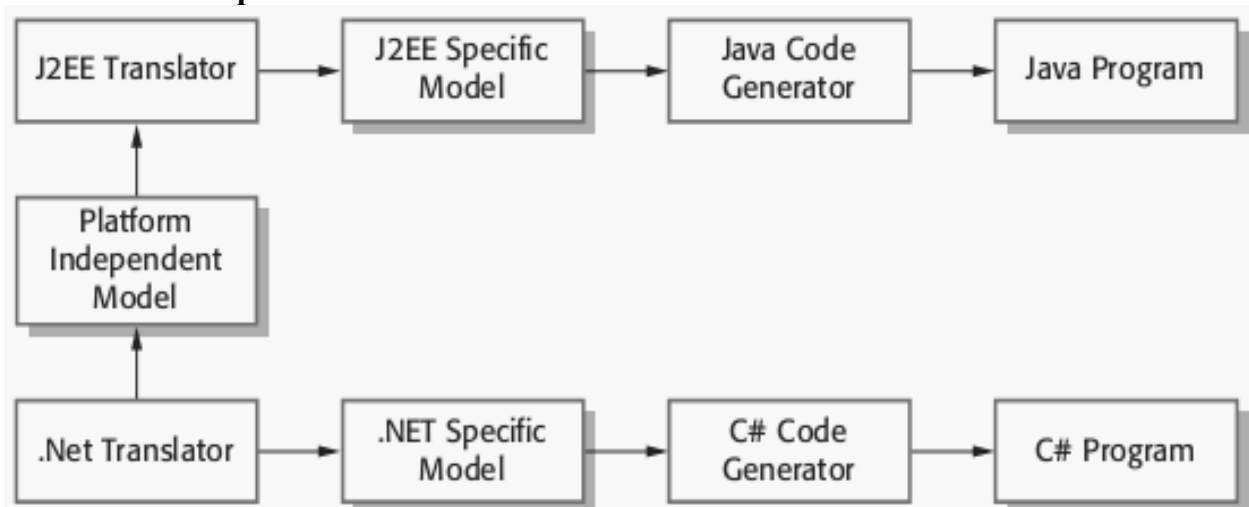 J2EE Translator
J2EE Specific
Model
Java Code
Generator
Java Program
Platform
Independent
Model
.Net Translator
.NET Specific
Model
C# Code
Generator
C# Program